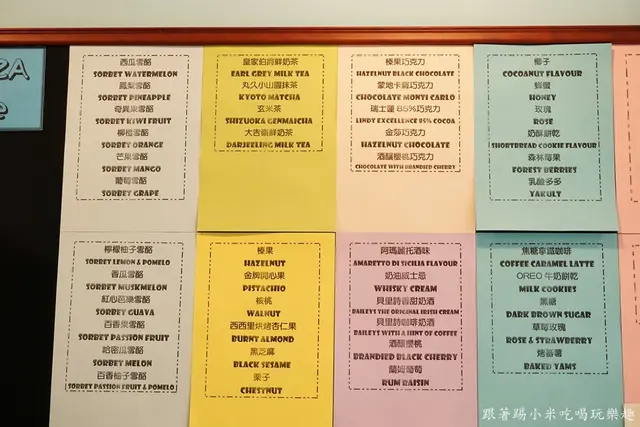 西瓜雪酪
SORBET WATERMELON
鳳梨雪酪
SORBET PINEAPPLE
奇異果雪酪
SORBET KIWI FRUIT
柳橙雪酪
SORBET ORANGE
芒果雪酪
SORBET MANGO
葡萄雪酪
SORBET GRAPE
皇家伯爵鮮奶茶
EARL GREY MILK TEA
丸久小山園抹茶
KYOTO MATCHA
玄米茶
SHIZUOKA GENMAICHA
大吉嶺鮮奶茶
DARJEELING MILK TEA
榛果巧克力
HAZELNUT BLACK CHOCOLATE
蒙地卡羅巧克力
CHOCOLATE MONTI CARLO
瑞士蓮 85%巧克力
LINDT EXCELLENCE 85% COCOA
金莎巧克力
HAZELNUT CHOCOLATE
酒釀櫻桃巧克力
CHOCOLATE WITH BRANDIED CHERRY
椰子
COCOANUT FLAVOUR
蜂蜜
HONEY
玫瑰
ROSE
奶酥餅乾
SHORTBREAD COOKIE FLAVOUR
森林莓果
FOREST BERRIES
乳酸多多
YAKULT
檸檬柚子雪酪
SORBET LEMON & POMELO
香瓜雪酪
SORBET MUSKMELON
紅心芭樂雪酪
SORBET GUAVA
百香果雪酪
SORBET PASSION FRUIT
哈密瓜雪酪
SORBET MELON
百香柚子雪酪
SORBET PASSION FRUIT & POMELO
榛果
HAZELNUT
金牌開心果
PISTACHIO
核桃
WALNUT
西西里烘烤杏仁果
BURNT ALMOND
黑芝麻
BLACK SESAME
栗子
CHESTNUT
阿瑪麗托酒味
AMARETTO DI SICILIA FLAVOUR
奶油威士忌
WHISKY CREAM
貝里詩香甜奶酒
BAILEYS THE ORIGINAL IRISH CREAM
貝里詩咖啡奶酒
BAILEYS WITH A HINT OF COFFEE
酒釀櫻桃
BRANDIED BLACK CHERRY
蘭姆葡萄
RUM RAISIN
焦糖拿鐵咖啡
COFFEE CARAMEL LATTE
OREO 牛奶餅乾
MILK COOKIES
黑糖
DARK BROWN SUGAR
草莓玫瑰
ROSE & STRAWBERRY
烤蕃薯
BAKED YAMS
跟著踢小米吃喝玩樂趣